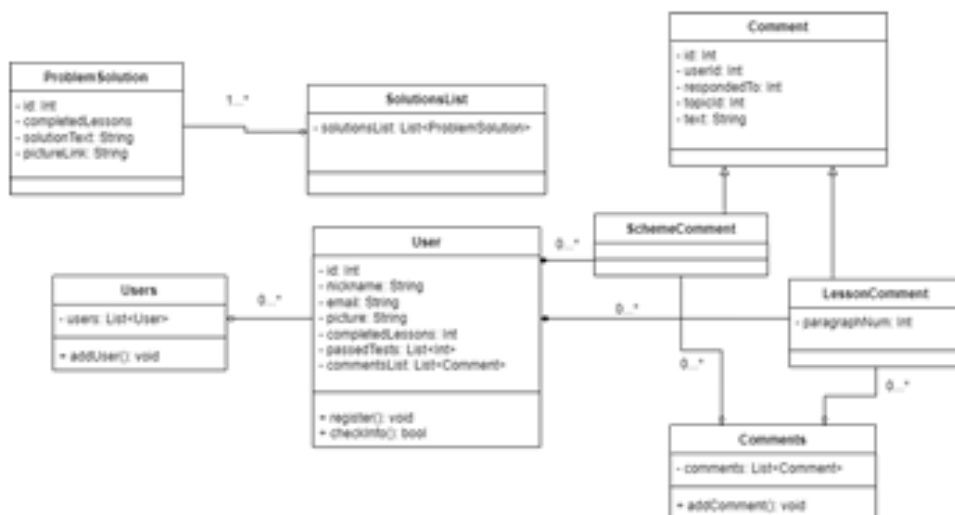 Comment
- id: Int
- userId: Int
- respondedTo: Int
- topicId: Int
- text: String
ProblemSolution
- id: Int
- completedLessons
- solutionText: String
- pictureLink: String
1...*
SolutionsList
- solutionsList: List<ProblemSolution>
SchemeComment
0...*
User
- id: Int
- nickname: String
- email: String
- picture: String
- completedLessons: Int
- passedTests: List<Int>
- commentsList: List<Comment>
+ register(): void
+ checkInfo(): bool
Users
- users: List<User>
+ addUser(): void
0...*
LessonComment
- paragraphNum: Int
0...*
0...*
0...*
Comments
- comments: List<Comment>
+ addComment(): void